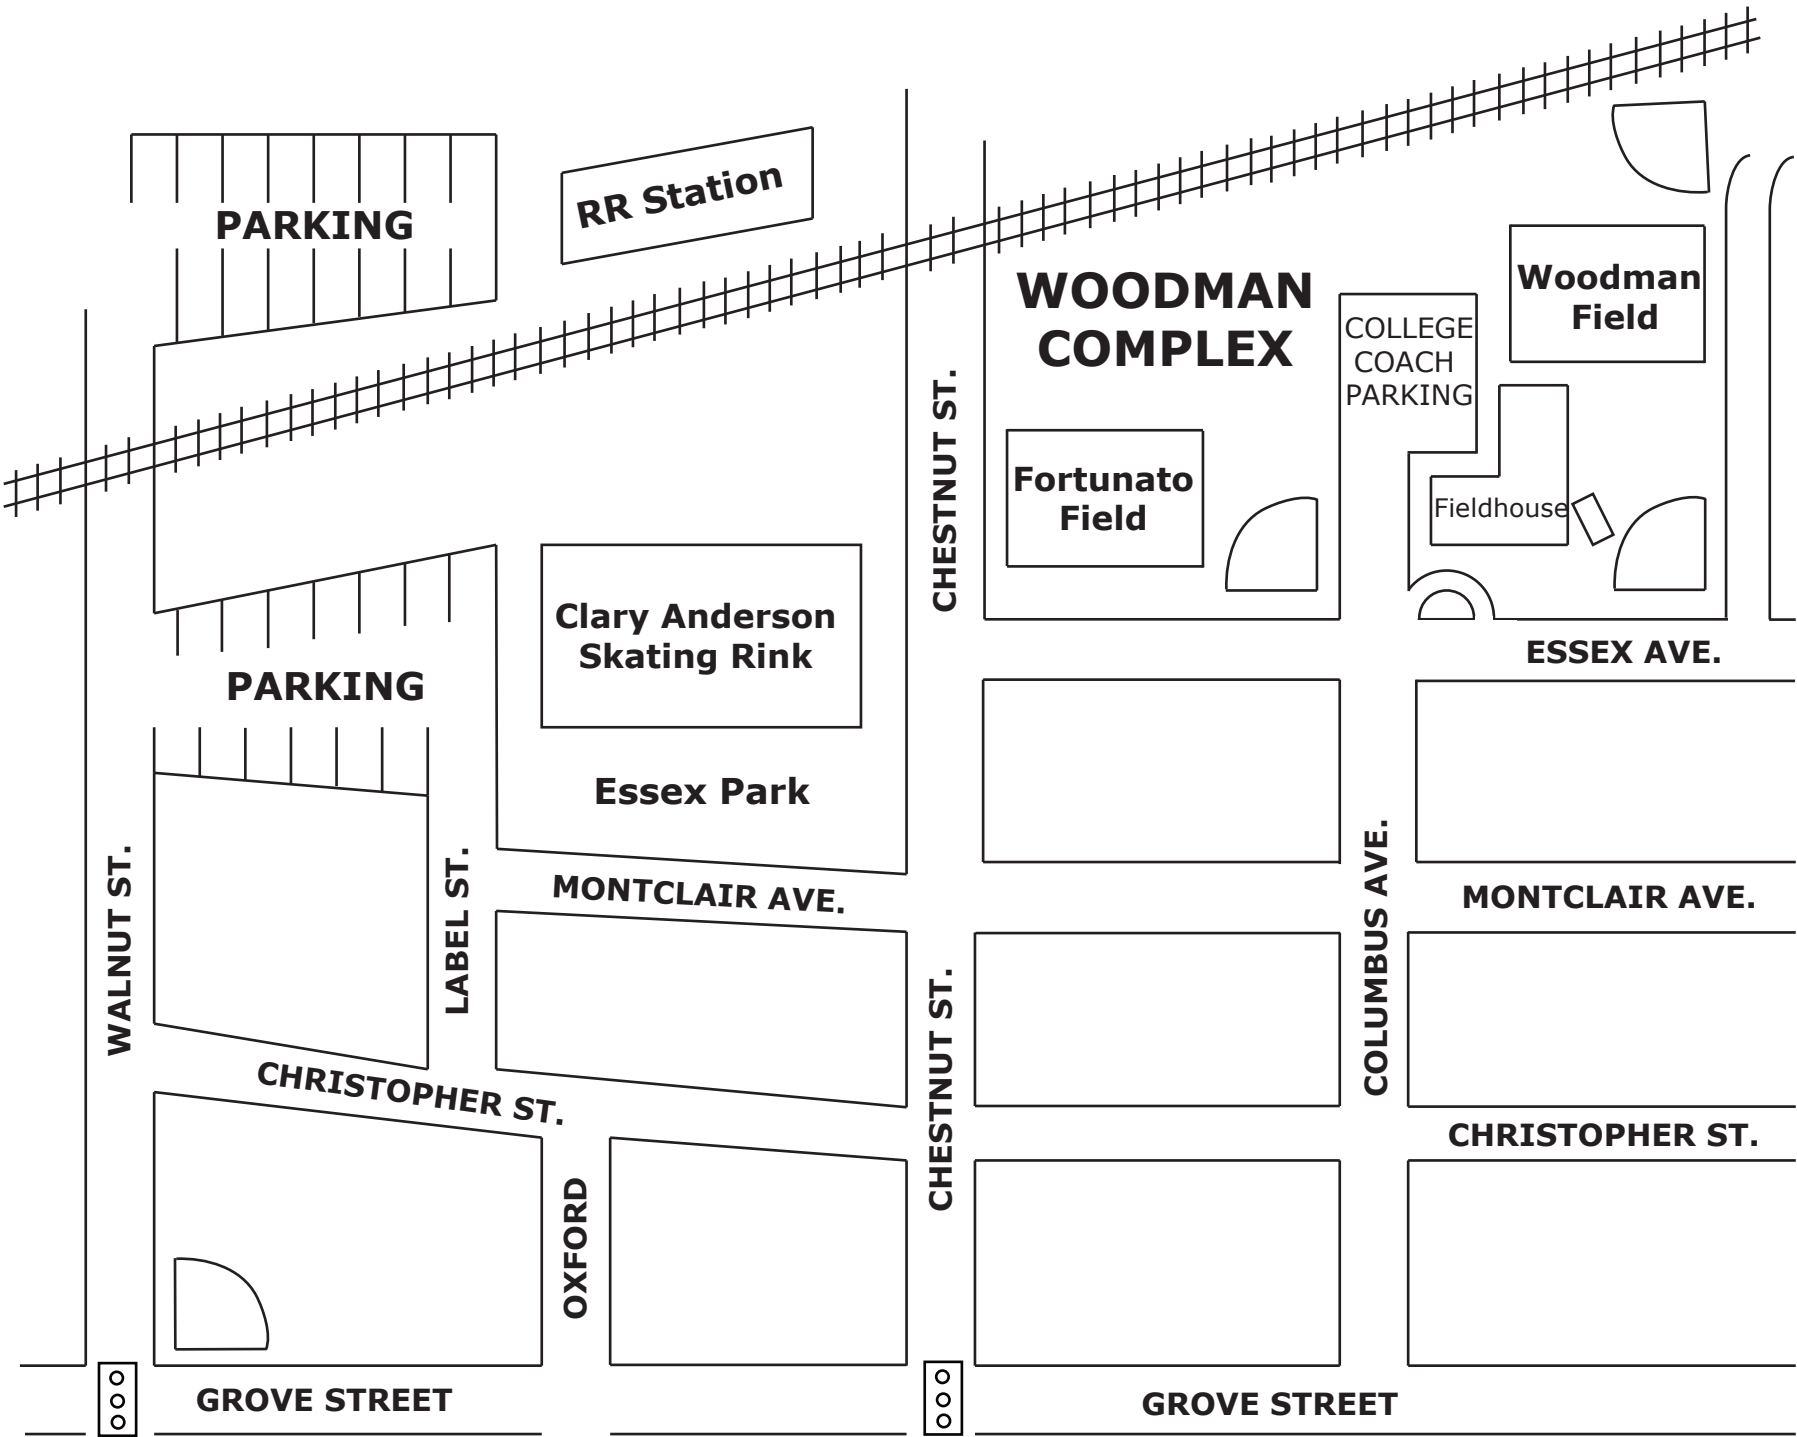 RR Station
PARKING
WOODMAN
COMPLEX
Woodman
Field
COLLEGE
COACH
PARKING
CHESTNUT ST.
Fortunato
Field
Fieldhouse
Clary Anderson
Skating Rink
ESSEX AVE.
PARKING
Essex Park
WALNUT ST.
LABEL ST.
MONTCLAIR AVE.
COLUMBUS AVE.
MONTCLAIR AVE.
CHRISTOPHER ST.
CHESTNUT ST.
CHRISTOPHER ST.
OXFORD
GROVE STREET
GROVE STREET